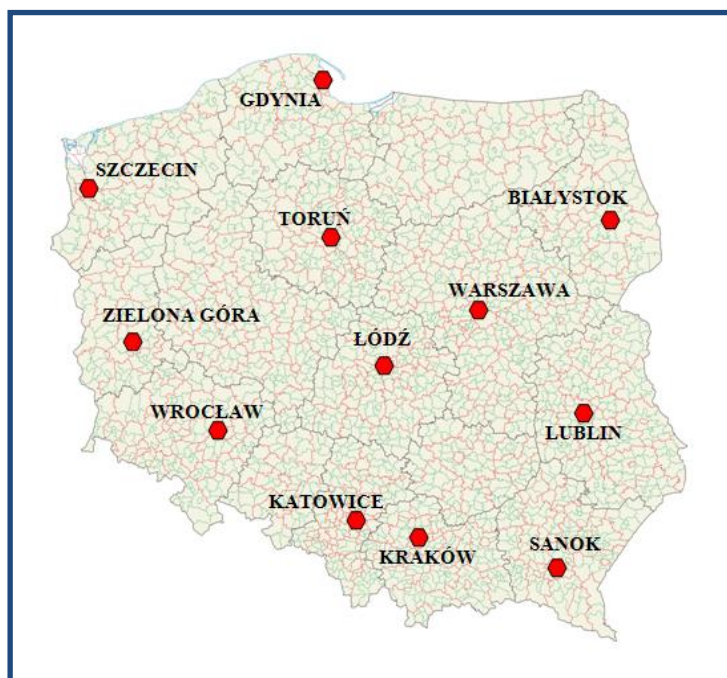 GDYNIA
SZCZECIN
BIAŁYSTOK
TORUŃ
WARSZAWA
ZIELONA GÓRA
ŁÓDŹ
WROCŁAW
LUBLIN
KATOWICE
KRAKÓW
SANOK